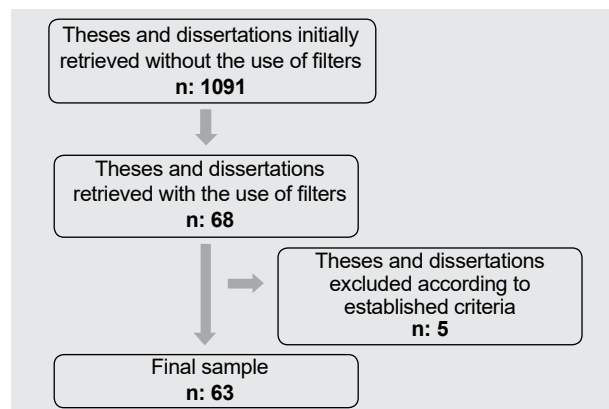 Theses and dissertations initially
retrieved without the use of filters
n: 1091
Theses and dissertations
retrieved with the use of filters
n: 68
Theses and dissertations
excluded according to
established criteria
n: 5
Final sample
n: 63